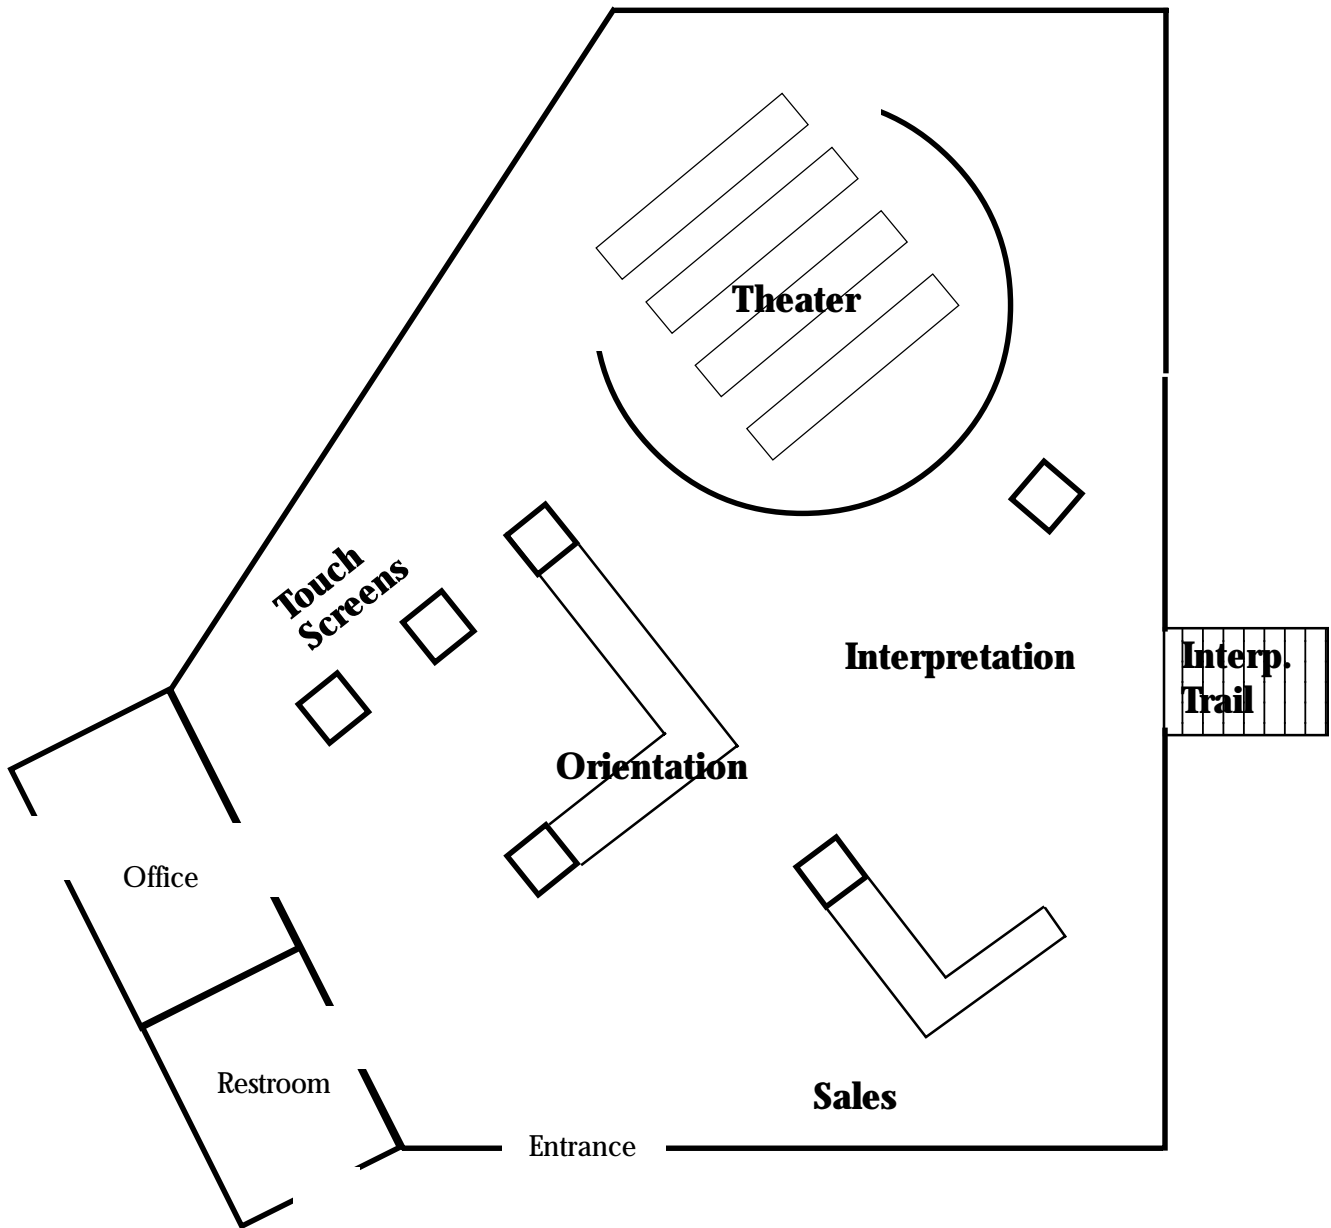 Theater
Touch
Screens
Interpretation
Interp.
Trail
Orientation
Office
Restroom
Sales
Entrance